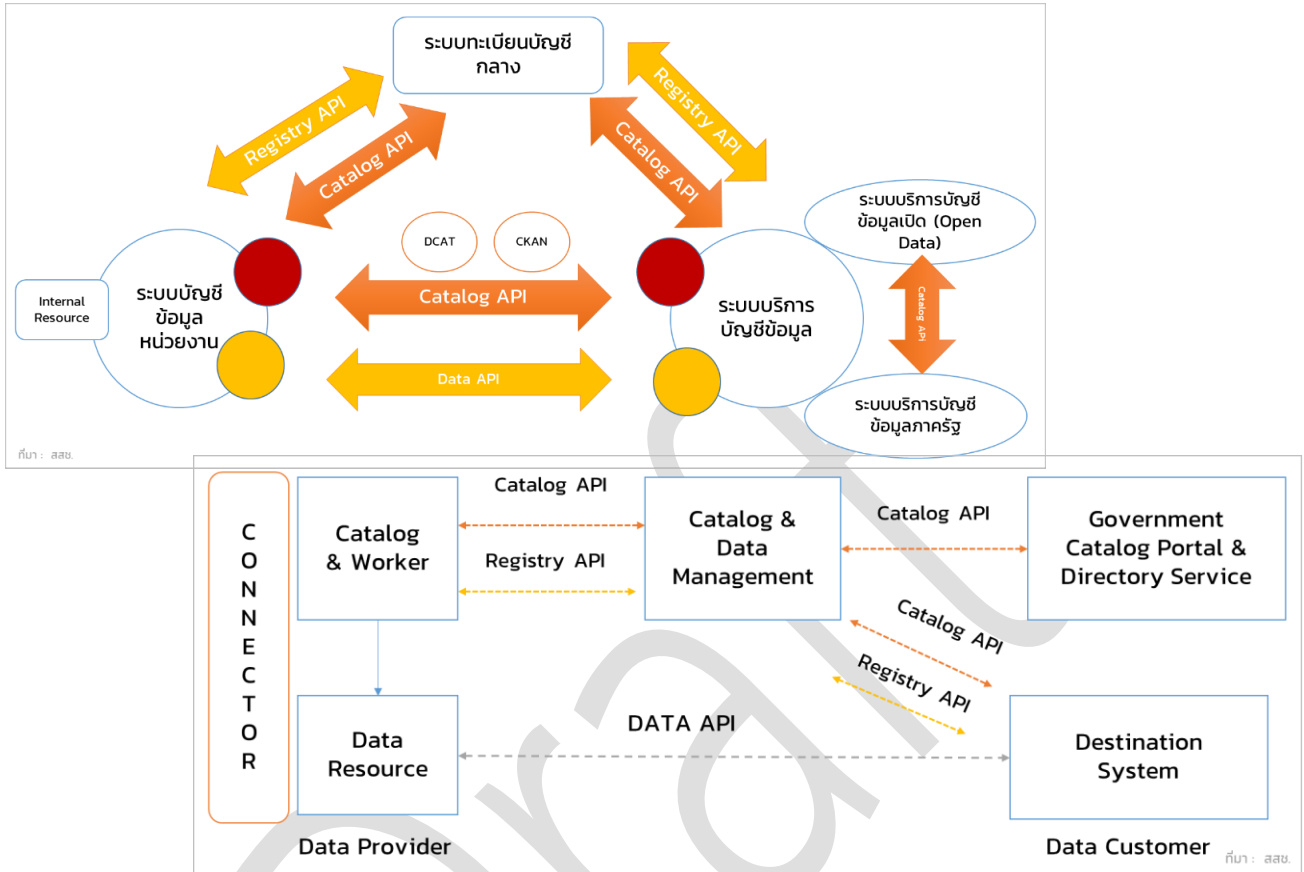 ระบบทะเบียนบัญชี
กลาง
Registry API
Catalog API
Catalog API
Registry API
ระบบบริการบัญชี
ข้อมูลเปิด (Open
Data)
DCAT
CKAN
Internal
Resource
ระบบบัญชี
ข้อมูล
หน่วยงาน
Catalog API
ระบบบริการ
บัญชีข้อมูล
Catalog API
Data API
ระบบบริการบัญชี
ข้อมูลภาครัฐ
ที่มา : สสช.
C
O
N
N
E
C
T
O
R
Catalog
& Worker
Catalog API
Registry API
Catalog &
Data
Management
Catalog API
Government
Catalog Portal &
Directory Service
Catalog API
Registry API
Data
Resource
DATA API
Destination
System
Data Provider
Data Customer
ที่มา : สสช.
Draft